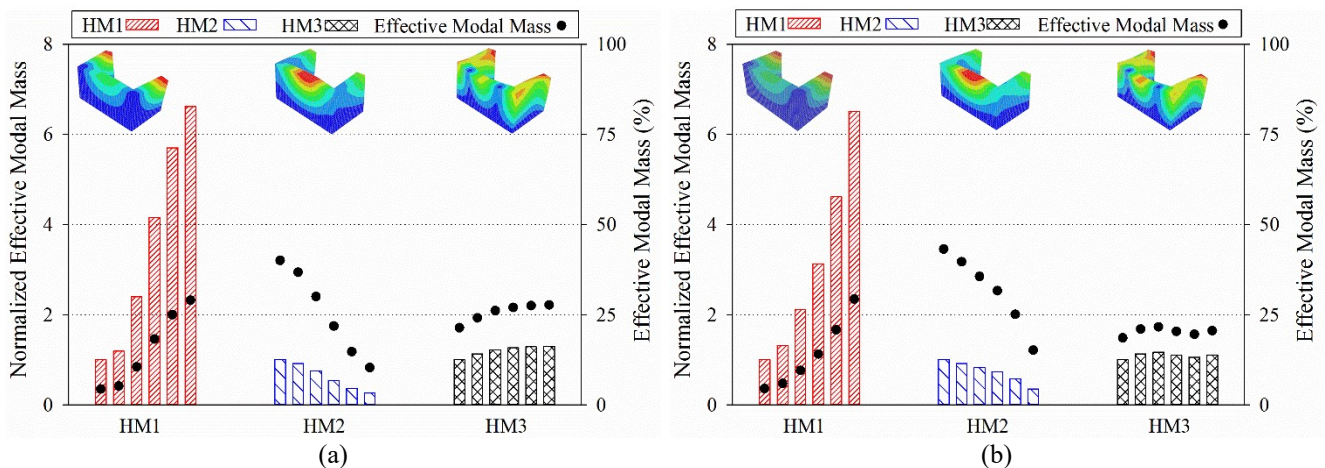 HM1 HM2 HM3 Effective Modal Mass
8
6
4
2
0
Normalized Effective Modal Mass
100
75
50
25
0
Effective Modal Mass (%)
HM1 HM2 HM3
(a)
HM1 HM2 HM3 Effective Modal Mass
8
6
4
2
0
Normalized Effective Modal Mass
100
75
50
25
0
Effective Modal Mass (%)
HM1 HM2 HM3
(b)